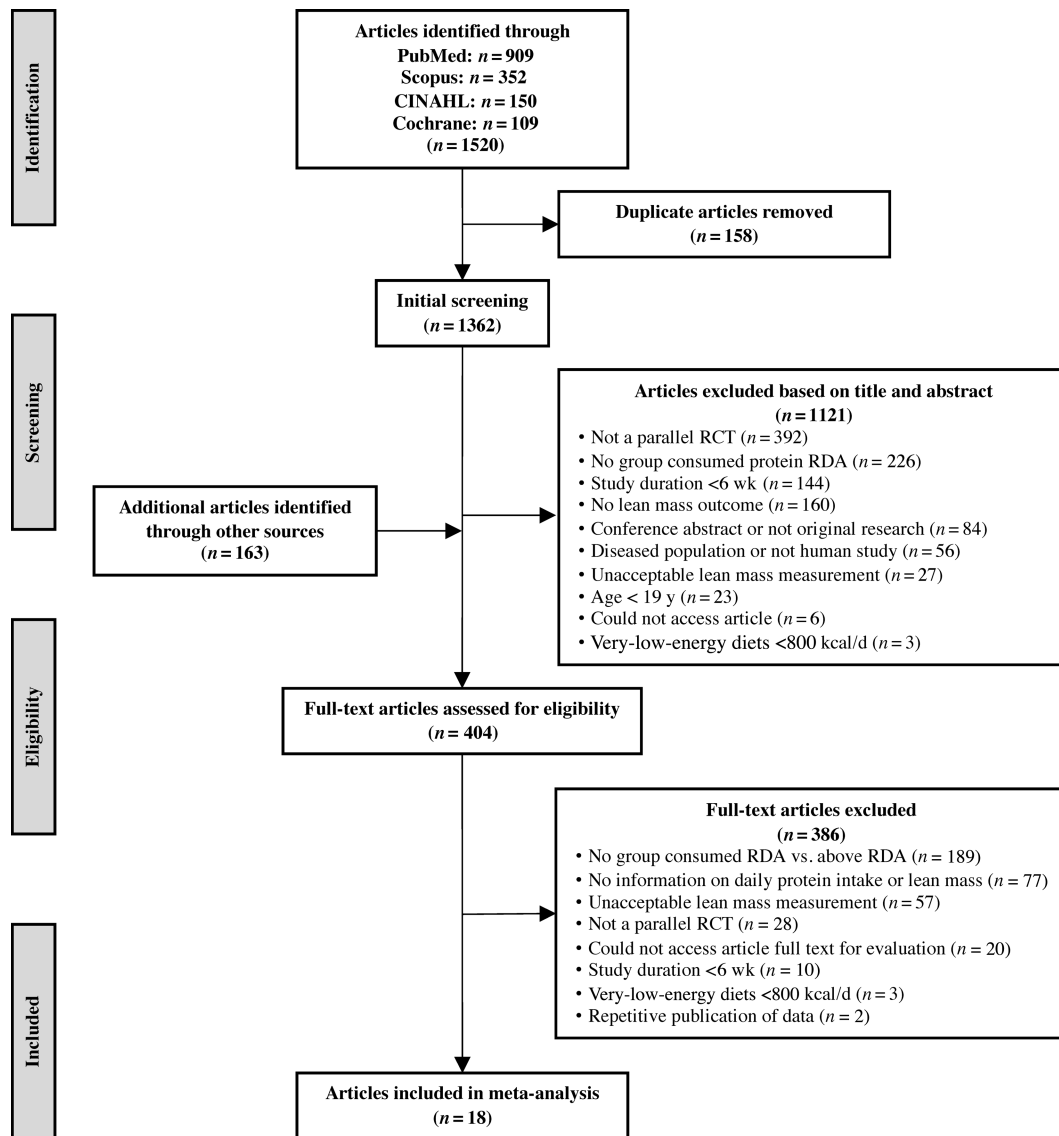 Identification
Articles identified through
PubMed: n = 909
Scopus: n = 352
CINAHL: n = 150
Cochrane: n = 109
(n = 1520)
Duplicate articles removed
(n = 158)
Initial screening
(n = 1362)
Screening
Articles excluded based on title and abstract
(n = 1121)
• Not a parallel RCT (n = 392)
• No group consumed protein RDA (n = 226)
• Study duration <6 wk (n = 144)
• No lean mass outcome (n = 160)
• Conference abstract or not original research (n = 84)
• Diseased population or not human study (n = 56)
• Unacceptable lean mass measurement (n = 27)
• Age < 19 y (n = 23)
• Could not access article (n = 6)
• Very-low-energy diets <800 kcal/d (n = 3)
Additional articles identified
through other sources
(n = 163)
Eligibility
Full-text articles assessed for eligibility
(n = 404)
Full-text articles excluded
(n = 386)
• No group consumed RDA vs. above RDA (n = 189)
• No information on daily protein intake or lean mass (n = 77)
• Unacceptable lean mass measurement (n = 57)
• Not a parallel RCT (n = 28)
• Could not access article full text for evaluation (n = 20)
• Study duration <6 wk (n = 10)
• Very-low-energy diets <800 kcal/d (n = 3)
• Repetitive publication of data (n = 2)
Included
Articles included in meta-analysis
(n = 18)